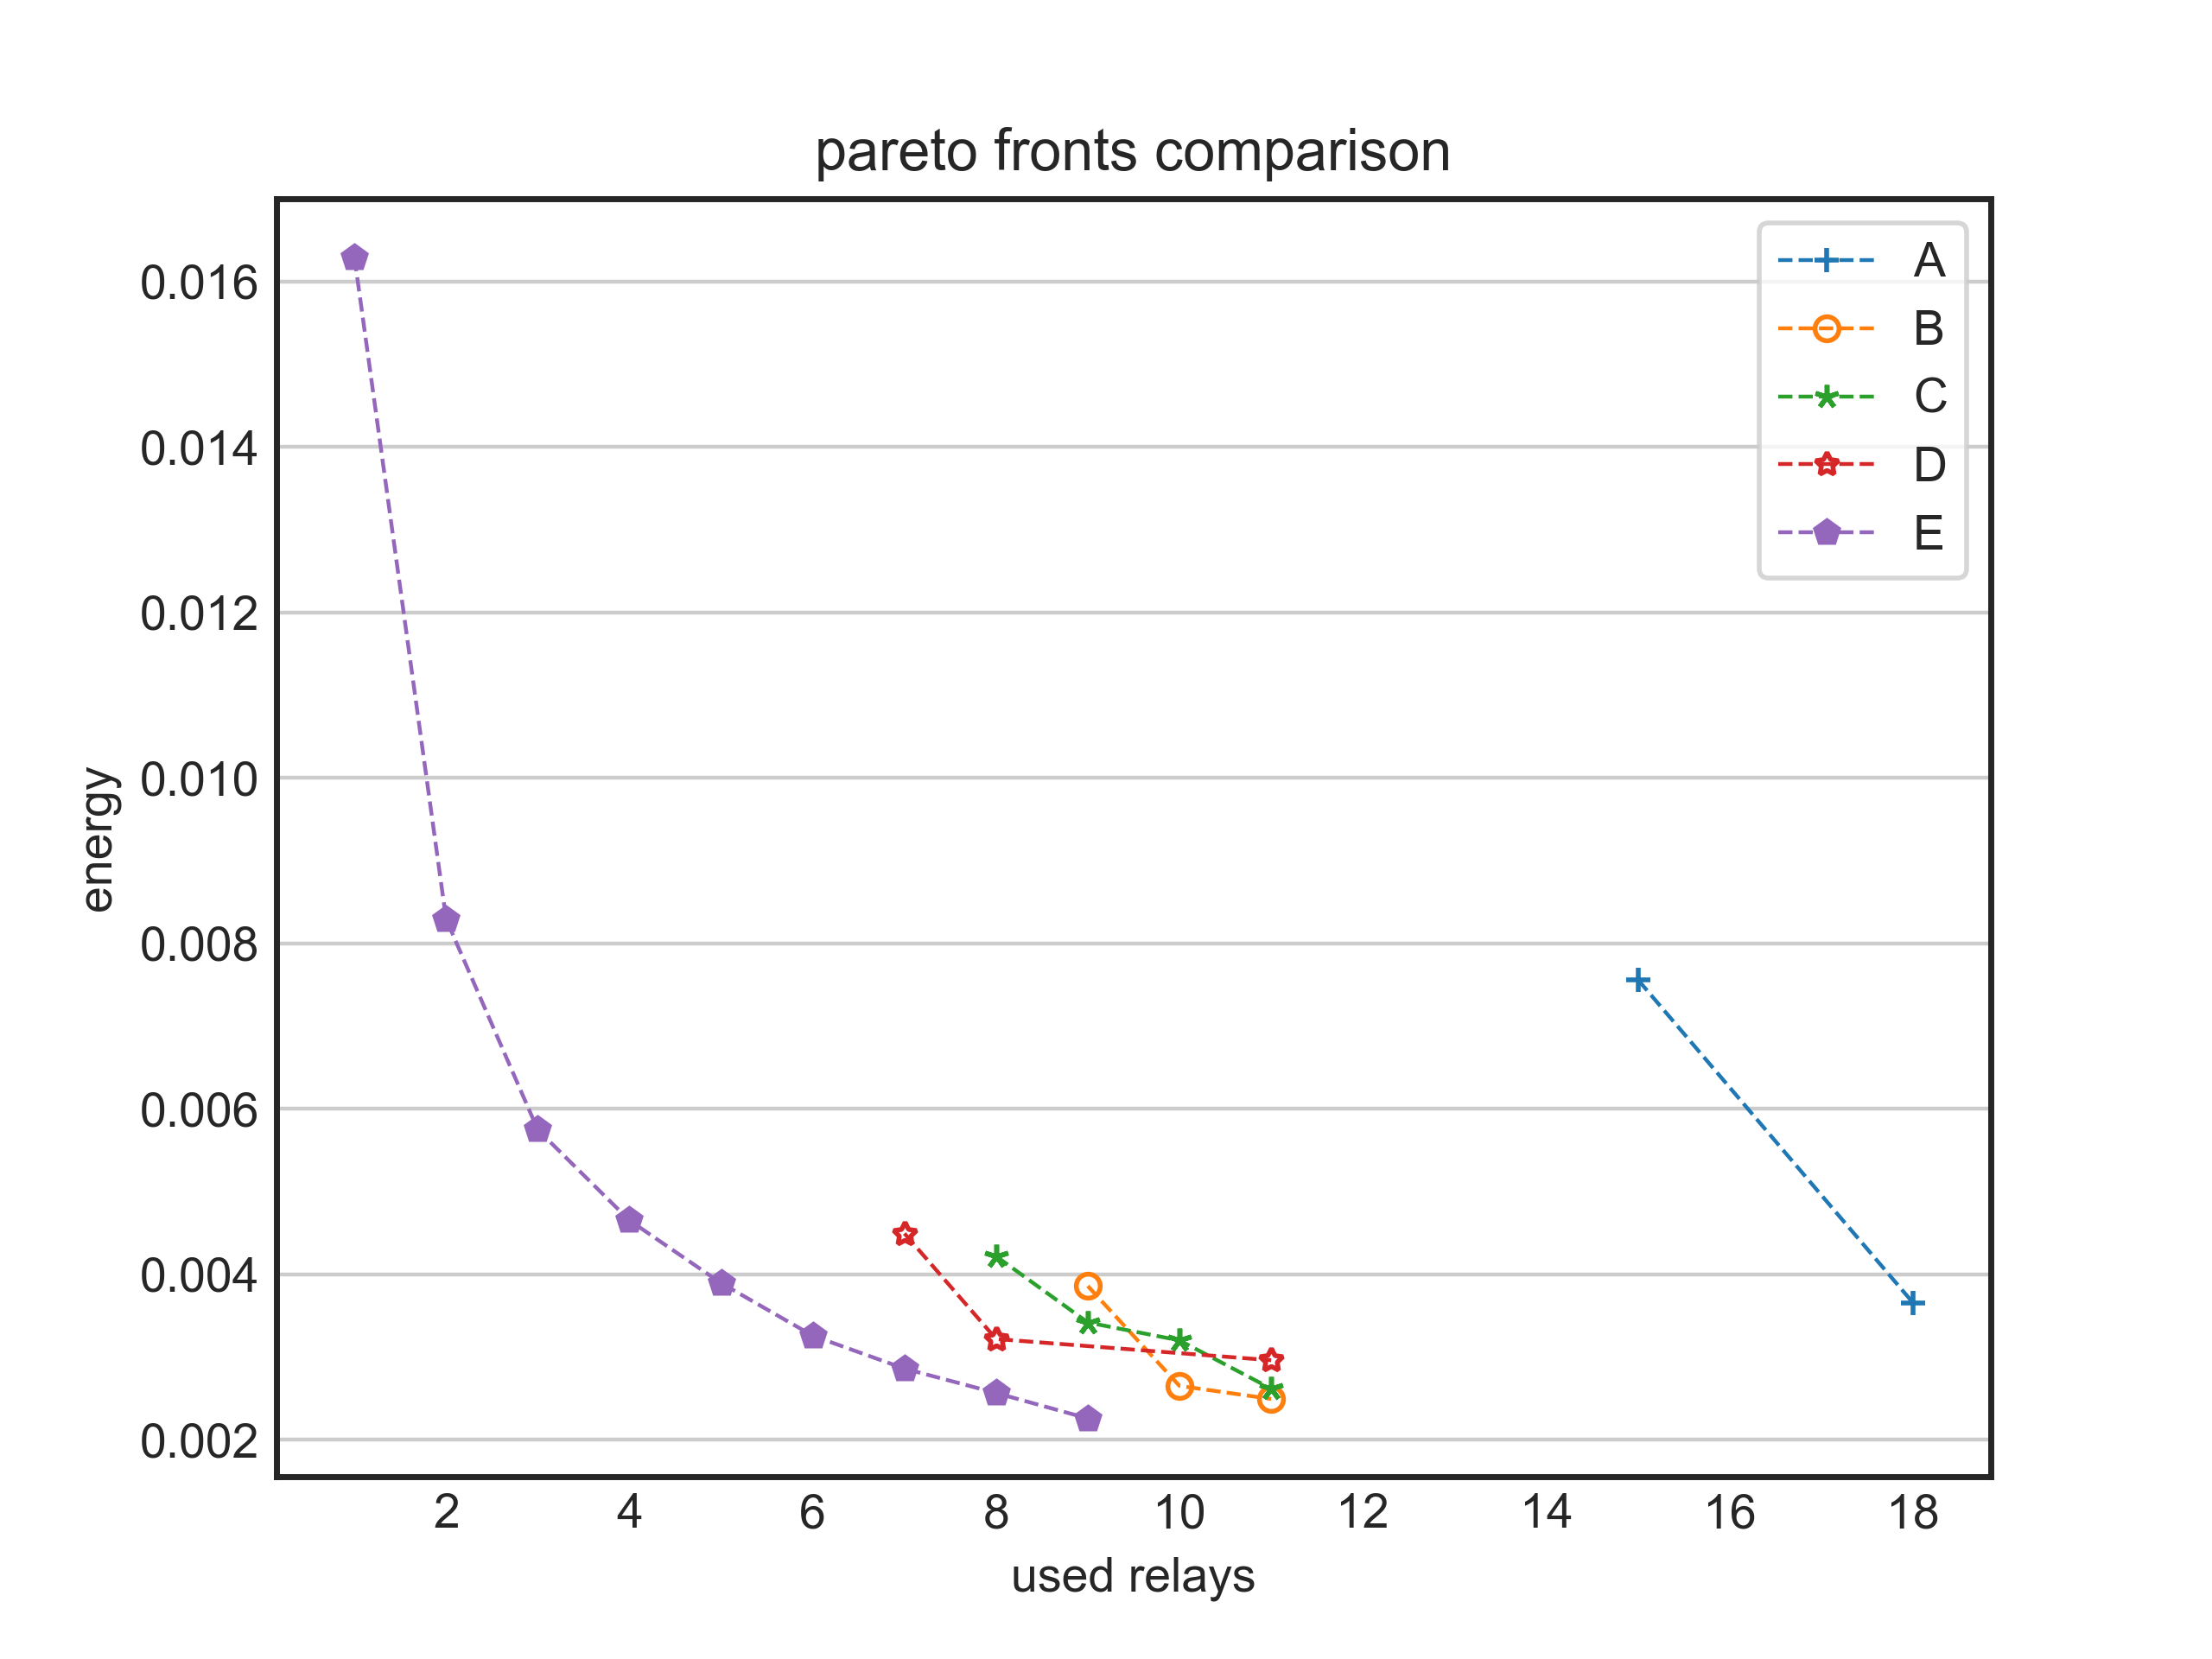 pareto fronts comparison
A
B
C
D
E
energy
0.016
0.014
0.012
0.010
0.008
0.006
0.004
0.002
2 4 6 8 10 12 14 16 18
used relays